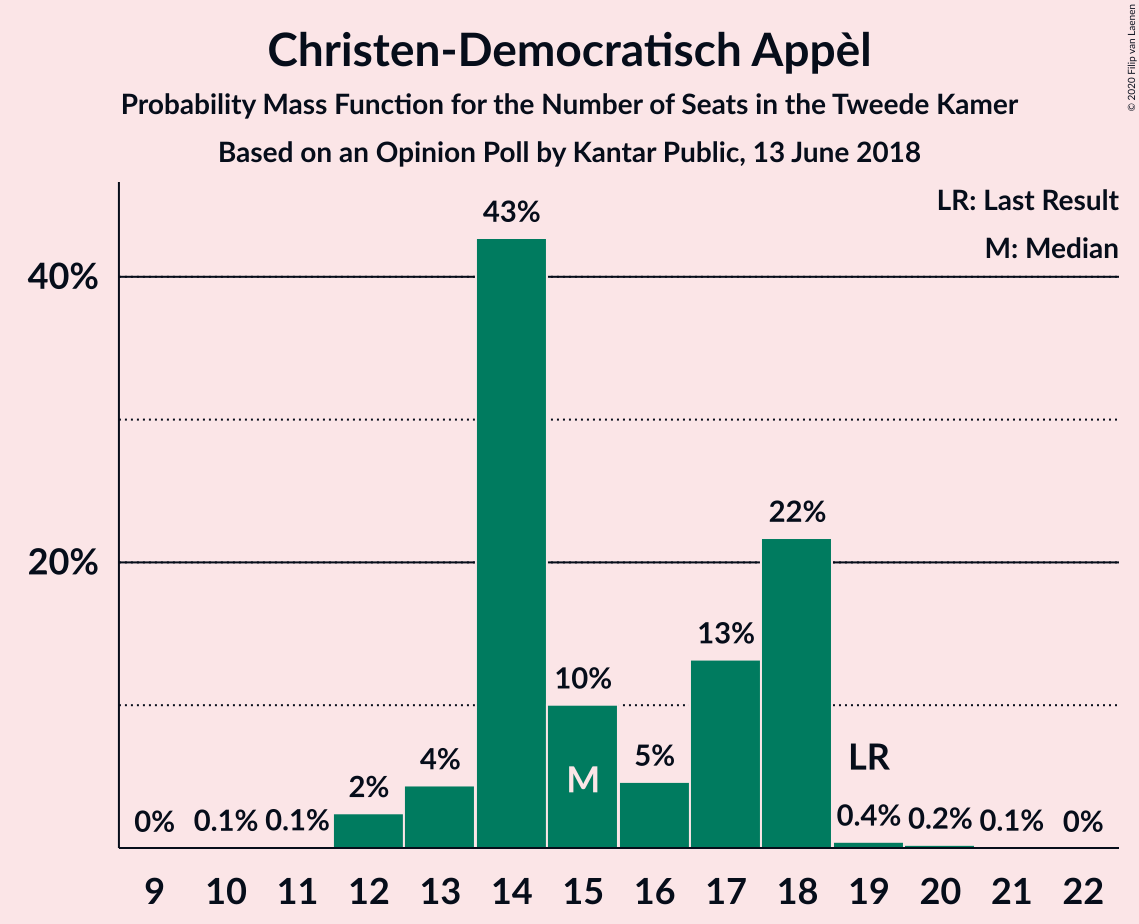 Christen-Democratisch Appèl
Probability Mass Function for the Number of Seats in the Tweede Kamer
Based on an Opinion Poll by Kantar Public, 13 June 2018
© 2020 Filip van Laenen
LR: Last Result
M: Median
43%
40%
22%
20%
13%
10%
5%
4%
2%
M
LR
0%
0.1%
0.1%
0.4%
0.2%
0.1%
0%
9 10 11 12 13 14 15 16 17 18 19 20 21 22